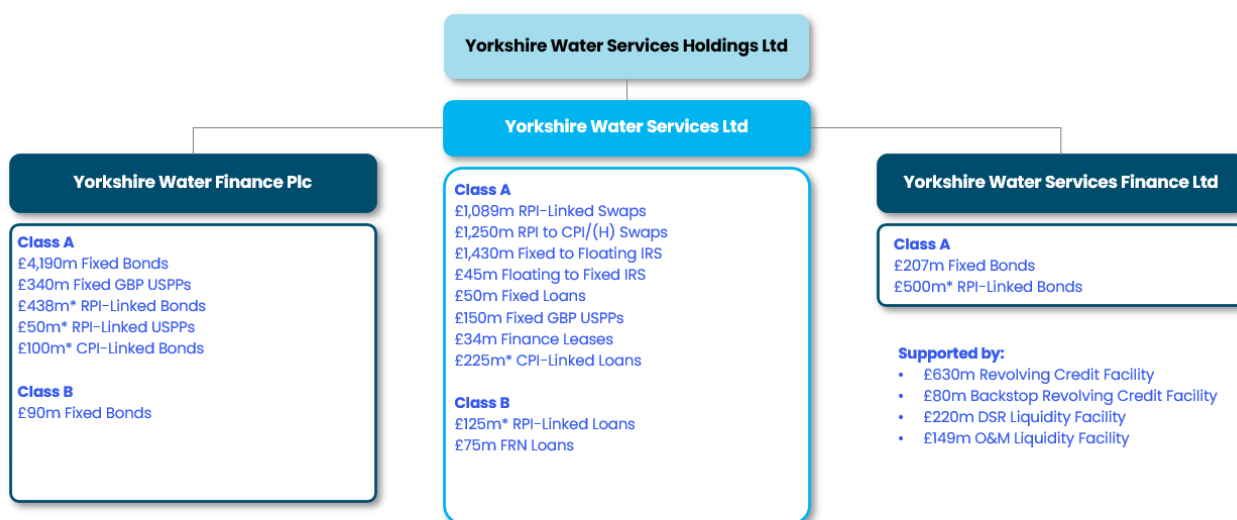 Yorkshire Water Services Holdings Ltd
Yorkshire Water Services Ltd
Yorkshire Water Finance Plc
Class A
£4,190m Fixed Bonds
£340m Fixed GBP USPPs
£438m* RPI-Linked Bonds
£50m* RPI-Linked USPPs
£100m* CPI-Linked Bonds
Class B
£90m Fixed Bonds
Class A
£1,089m RPI-Linked Swaps
£1,250m RPI to CPI/(H) Swaps
£1,430m Fixed to Floating IRS
£45m Floating to Fixed IRS
£50m Fixed Loans
£150m Fixed GBP USPPs
£34m Finance Leases
£225m* CPI-Linked Loans
Class B
£125m* RPI-Linked Loans
£75m FRN Loans
Yorkshire Water Services Finance Ltd
Class A
£207m Fixed Bonds
£500m* RPI-Linked Bonds
Supported by:
• £630m Revolving Credit Facility
• £80m Backstop Revolving Credit Facility
• £220m DSR Liquidity Facility
• £149m O&M Liquidity Facility